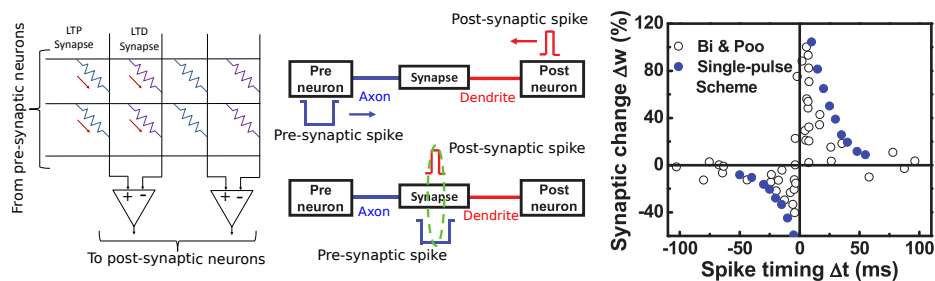 LTP
Synapse
LTD
Synapse
From pre-synaptic neurons
+ -
+ -
To post-synaptic neurons
Post-synaptic spike
Pre
neuron
Synapse
Post
neuron
Axon
Dendrite
Pre-synaptic spike
Post-synaptic spike
Pre
neuron
Synapse
Post
neuron
Axon
Dendrite
Pre-synaptic spike
Synaptic change Δw (%)
120
80
40
0
-40
Bi & Poo
Single-pulse
Scheme
-100 -50 0 50 100
Spike timing Δt (ms)